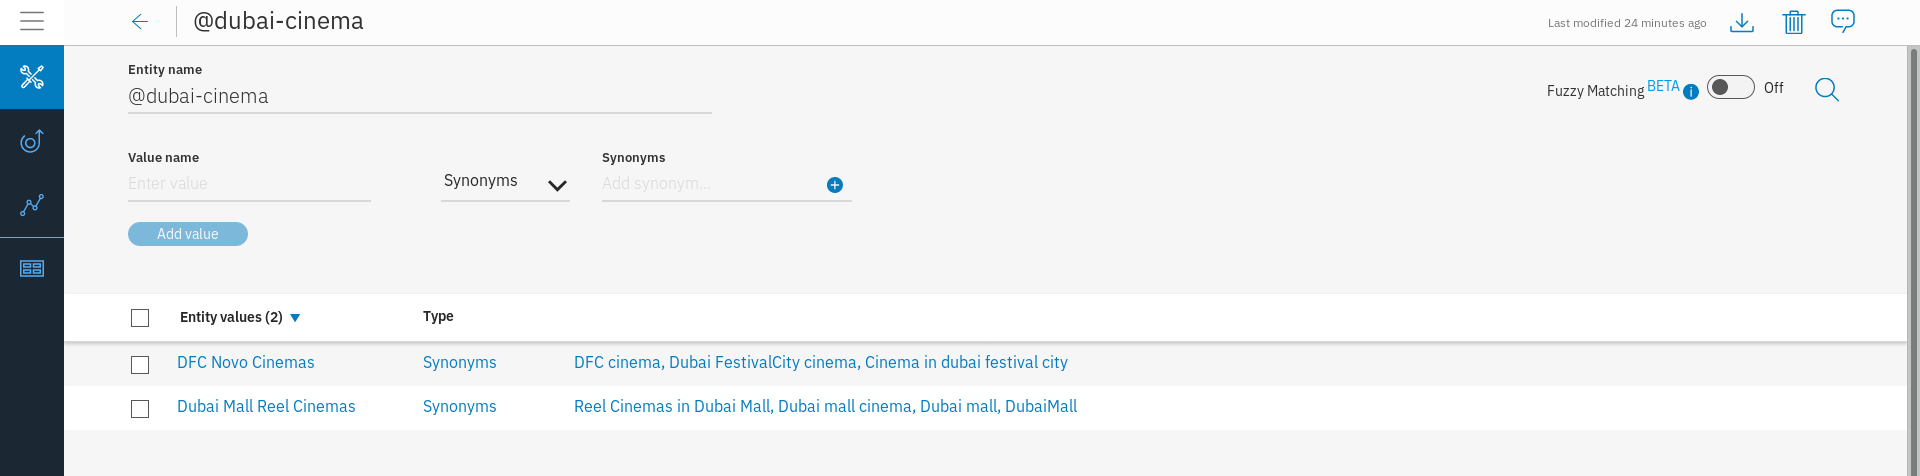 @dubai-cinema
Last modified 24 minutes ago
Entity name
@dubai-cinema
Fuzzy Matching BETA i Off
Value name Synonyms
Enter value Synonyms Add synonym...
Add value
Entity values (2) Type
DFC Novo Cinemas Synonyms DFC cinema, Dubai FestivalCity cinema, Cinema in dubai festival city
Dubai Mall Reel Cinemas Synonyms Reel Cinemas in Dubai Mall, Dubai mall cinema, Dubai mall, DubaiMall